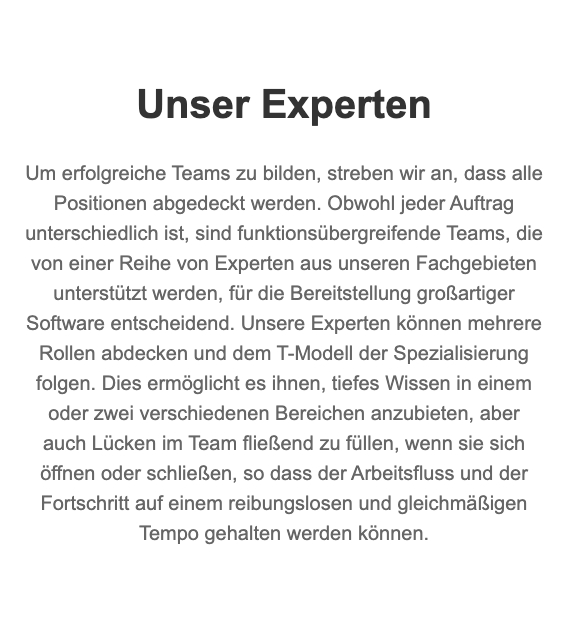 Unser Experten
Um erfolgreiche Teams zu bilden, streben wir an, dass alle
Positionen abgedeckt werden. Obwohl jeder Auftrag
unterschiedlich ist, sind funktionsübergreifende Teams, die
von einer Reihe von Experten aus unseren Fachgebieten
unterstützt werden, für die Bereitstellung großartiger
Software entscheidend. Unsere Experten können mehrere
Rollen abdecken und dem T-Modell der Spezialisierung
folgen. Dies ermöglicht es ihnen, tiefes Wissen in einem
oder zwei verschiedenen Bereichen anzubieten, aber
auch Lücken im Team fließend zu füllen, wenn sie sich
öffnen oder schließen, so dass der Arbeitsfluss und der
Fortschritt auf einem reibungslosen und gleichmäßigen
Tempo gehalten werden können.